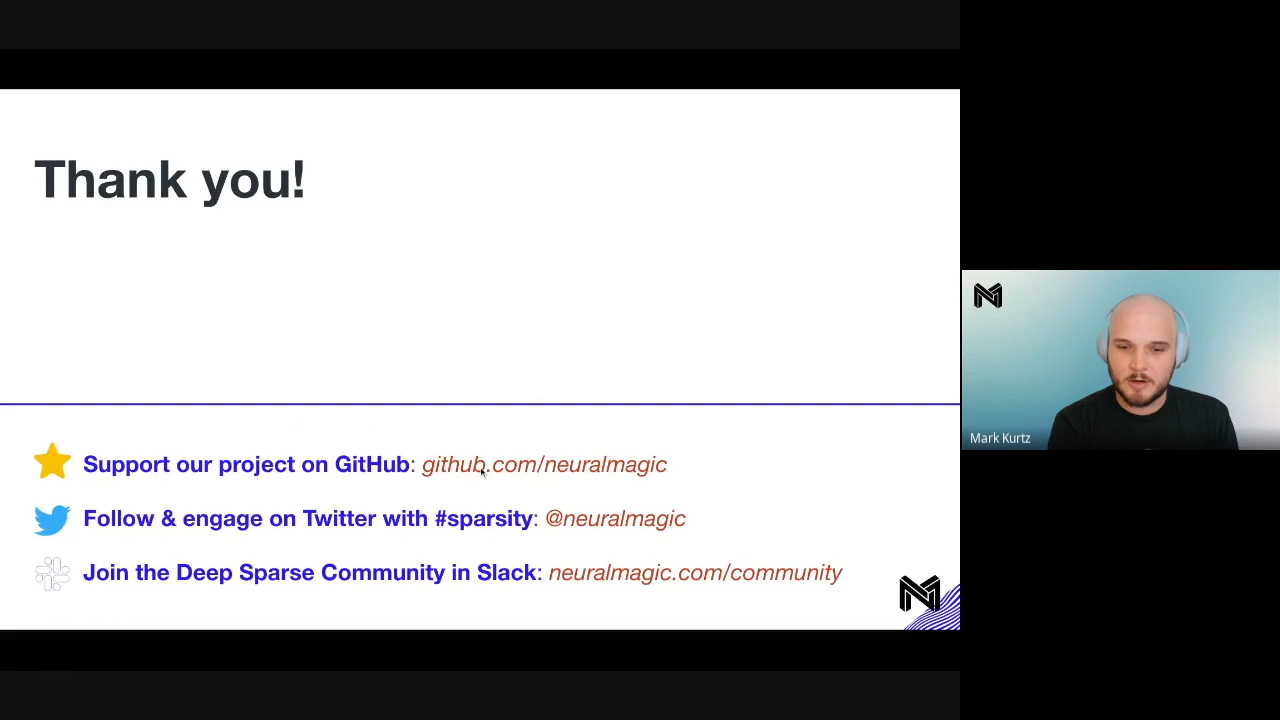 Thank you!
Support our project on GitHub: github.com/neuralmagic
Follow & engage on Twitter with #sparsity: @neuralmagic
Join the Deep Sparse Community in Slack: neuralmagic.com/community
Mark Kurtz